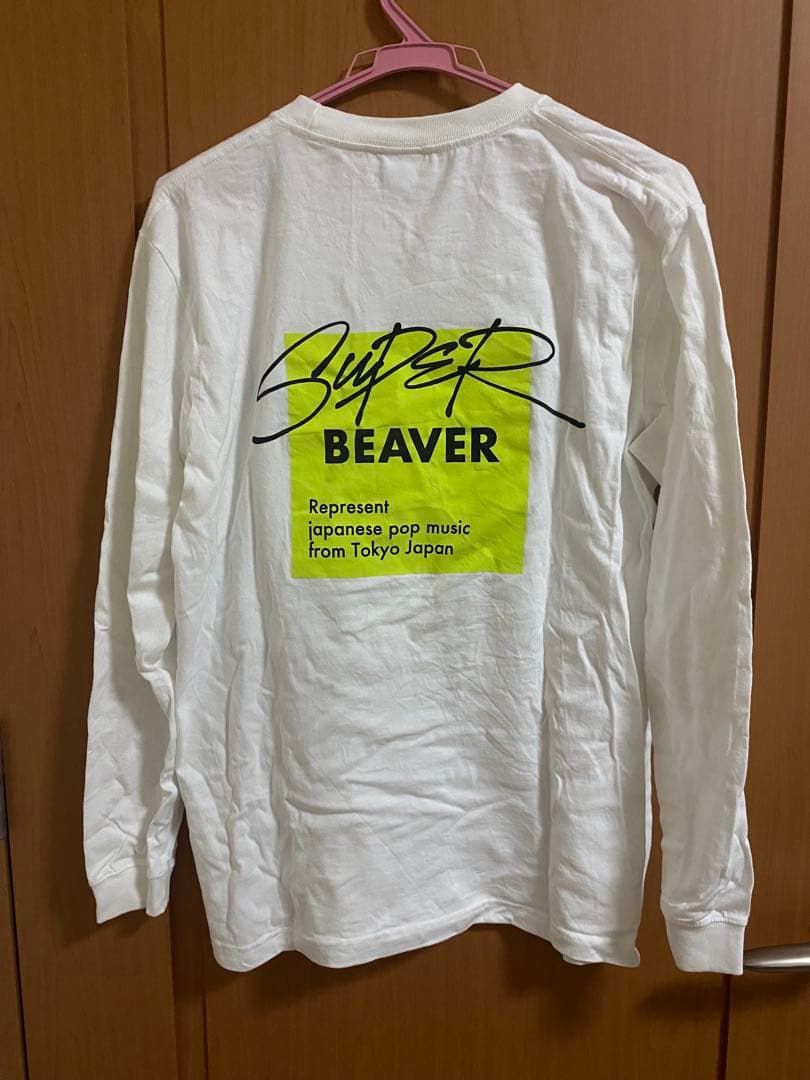 SUPER
BEAVER
Represent
japanese pop music
from Tokyo Japan